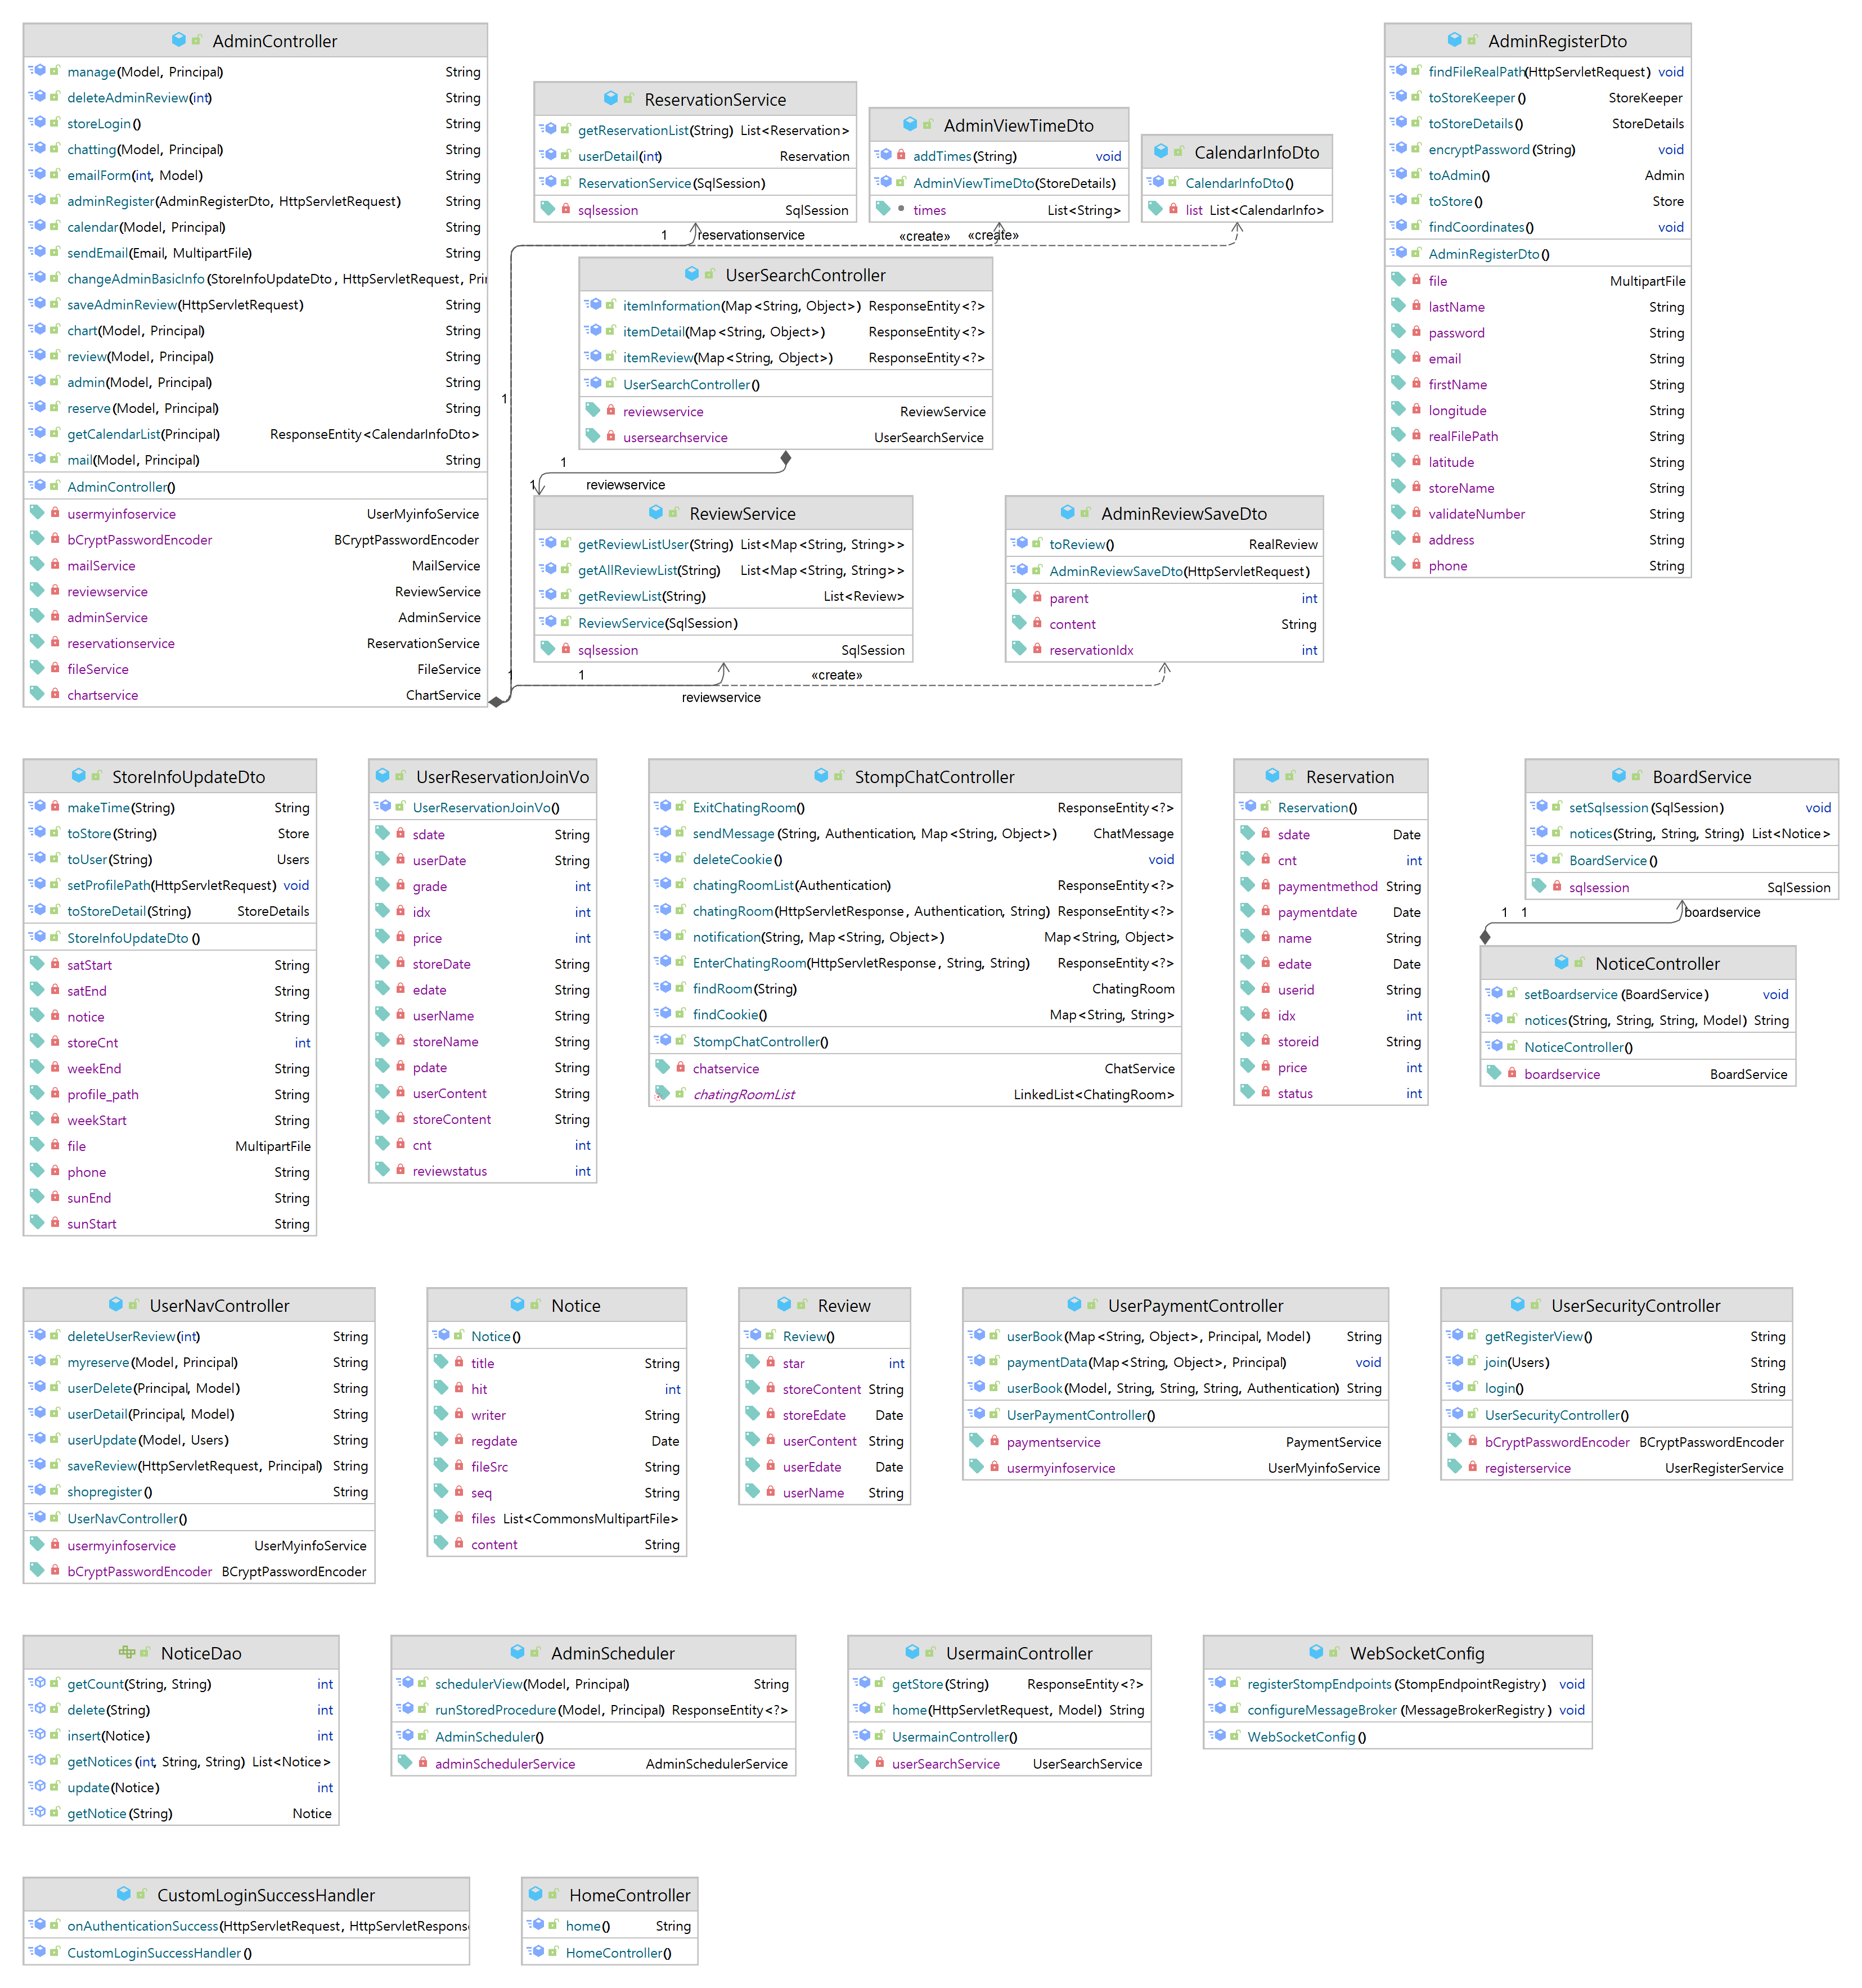 AdminController
manage(Model, Principal) String
deleteAdminReview(int) String
storeLogin() String
chatting(Model, Principal) String
emailForm(int, Model) String
adminRegister(AdminRegisterDto, HttpServletRequest) String
calendar(Model, Principal) String
sendEmail(Email, MultipartFile) String
changeAdminBasicInfo(StoreInfoUpdateDto, HttpServletRequest, Pri
saveAdminReview(HttpServletRequest) String
chart(Model, Principal) String
review(Model, Principal) String
admin(Model, Principal) String
reserve(Model, Principal) String
getCalendarList(Principal) ResponseEntity<CalendarInfoDto>
mail(Model, Principal) String
AdminController()
usermyinfoservice UserMyinfoService
bCryptPasswordEncoder BCryptPasswordEncoder
mailService MailService
reviewservice ReviewService
adminService AdminService
reservationservice ReservationService
fileService FileService
chartservice ChartService
ReservationService
getReservationList(String) List<Reservation>
userDetail(int) Reservation
ReservationService(SqlSession)
sqlsession SqlSession
AdminViewTimeDto
addTimes(String) void
AdminViewTimeDto(StoreDetails)
times List<String>
CalendarInfoDto
CalendarInfoDto()
list List<CalendarInfo>
1 reservationservice «create» «create»
1
UserSearchController
itemInformation(Map<String, Object>) ResponseEntity<?>
itemDetail(Map<String, Object>) ResponseEntity<?>
itemReview(Map<String, Object>) ResponseEntity<?>
UserSearchController()
reviewservice ReviewService
usersearchservice UserSearchService
1
1 reviewservice
ReviewService
getReviewListUser(String) List<Map<String, String>>
getAllReviewList(String) List<Map<String, String>>
getReviewList(String) List<Review>
ReviewService(SqlSession)
sqlsession SqlSession
AdminReviewSaveDto
toReview() RealReview
AdminReviewSaveDto(HttpServletRequest)
parent int
content String
reservationIdx int
1 1 «create»
reviewservice
AdminRegisterDto
findFileRealPath(HttpServletRequest) void
toStoreKeeper() StoreKeeper
toStoreDetails() StoreDetails
encryptPassword(String) void
toAdmin() Admin
toStore() Store
findCoordinates() void
AdminRegisterDto()
file MultipartFile
lastName String
password String
email String
firstName String
longitude String
realFilePath String
latitude String
storeName String
validateNumber String
address String
phone String
StoreInfoUpdateDto
makeTime(String) String
toStore(String) Store
toUser(String) Users
setProfilePath(HttpServletRequest) void
toStoreDetail(String) StoreDetails
StoreInfoUpdateDto()
satStart String
satEnd String
notice String
storeCnt int
weekEnd String
profile_path String
weekStart String
file MultipartFile
phone String
sunEnd String
sunStart String
UserReservationJoinVo
UserReservationJoinVo()
sdate String
userDate String
grade int
idx int
price int
storeDate String
edate String
userName String
storeName String
pdate String
userContent String
storeContent String
cnt int
reviewstatus int
StompChatController
ExitChatingRoom() ResponseEntity<?>
sendMessage(String, Authentication, Map<String, Object>) ChatMessage
deleteCookie() void
chatingRoomList(Authentication) ResponseEntity<?>
chatingRoom(HttpServletResponse, Authentication, String) ResponseEntity<?>
notification(String, Map<String, Object>) Map<String, Object>
EnterChatingRoom(HttpServletResponse, String, String) ResponseEntity<?>
findRoom(String) ChatingRoom
findCookie() Map<String, String>
StompChatController()
chatservice ChatService
chatingRoomList LinkedList<ChatingRoom>
Reservation
Reservation()
sdate Date
cnt int
paymentmethod String
paymentdate Date
name String
edate Date
userid String
idx int
storeid String
price int
status int
BoardService
setSqlsession(SqlSession) void
notices(String, String, String) List<Notice>
BoardService()
sqlsession SqlSession
1 1 boardservice
NoticeController
setBoardservice(BoardService) void
notices(String, String, String, Model) String
NoticeController()
boardservice BoardService
UserNavController
deleteUserReview(int) String
myreserve(Model, Principal) String
userDelete(Principal, Model) String
userDetail(Principal, Model) String
userUpdate(Model, Users) String
saveReview(HttpServletRequest, Principal) String
shopregister() String
UserNavController()
usermyinfoservice UserMyinfoService
bCryptPasswordEncoder BCryptPasswordEncoder
Notice
Notice()
title String
hit int
writer String
regdate Date
fileSrc String
seq String
files List<CommonsMultipartFile>
content String
Review
Review()
star int
storeContent String
storeEdate Date
userContent String
userEdate Date
userName String
UserPaymentController
userBook(Map<String, Object>, Principal, Model) String
paymentData(Map<String, Object>, Principal) void
userBook(Model, String, String, String, Authentication) String
UserPaymentController()
paymentservice PaymentService
usermyinfoservice UserMyinfoService
UserSecurityController
getRegisterView() String
join(Users) String
login() String
UserSecurityController()
bCryptPasswordEncoder BCryptPasswordEncoder
registerservice UserRegisterService
NoticeDao
getCount(String, String) int
delete(String) int
insert(Notice) int
getNotices(int, String, String) List<Notice>
update(Notice) int
getNotice(String) Notice
AdminScheduler
schedulerView(Model, Principal) String
runStoredProcedure(Model, Principal) ResponseEntity<?>
AdminScheduler()
adminSchedulerService AdminSchedulerService
UsermainController
getStore(String) ResponseEntity<?>
home(HttpServletRequest, Model) String
UsermainController()
userSearchService UserSearchService
WebSocketConfig
registerStompEndpoints(StompEndpointRegistry) void
configureMessageBroker(MessageBrokerRegistry) void
WebSocketConfig()
CustomLoginSuccessHandler
onAuthenticationSuccess(HttpServletRequest, HttpServletRespons
CustomLoginSuccessHandler()
HomeController
home() String
HomeController()